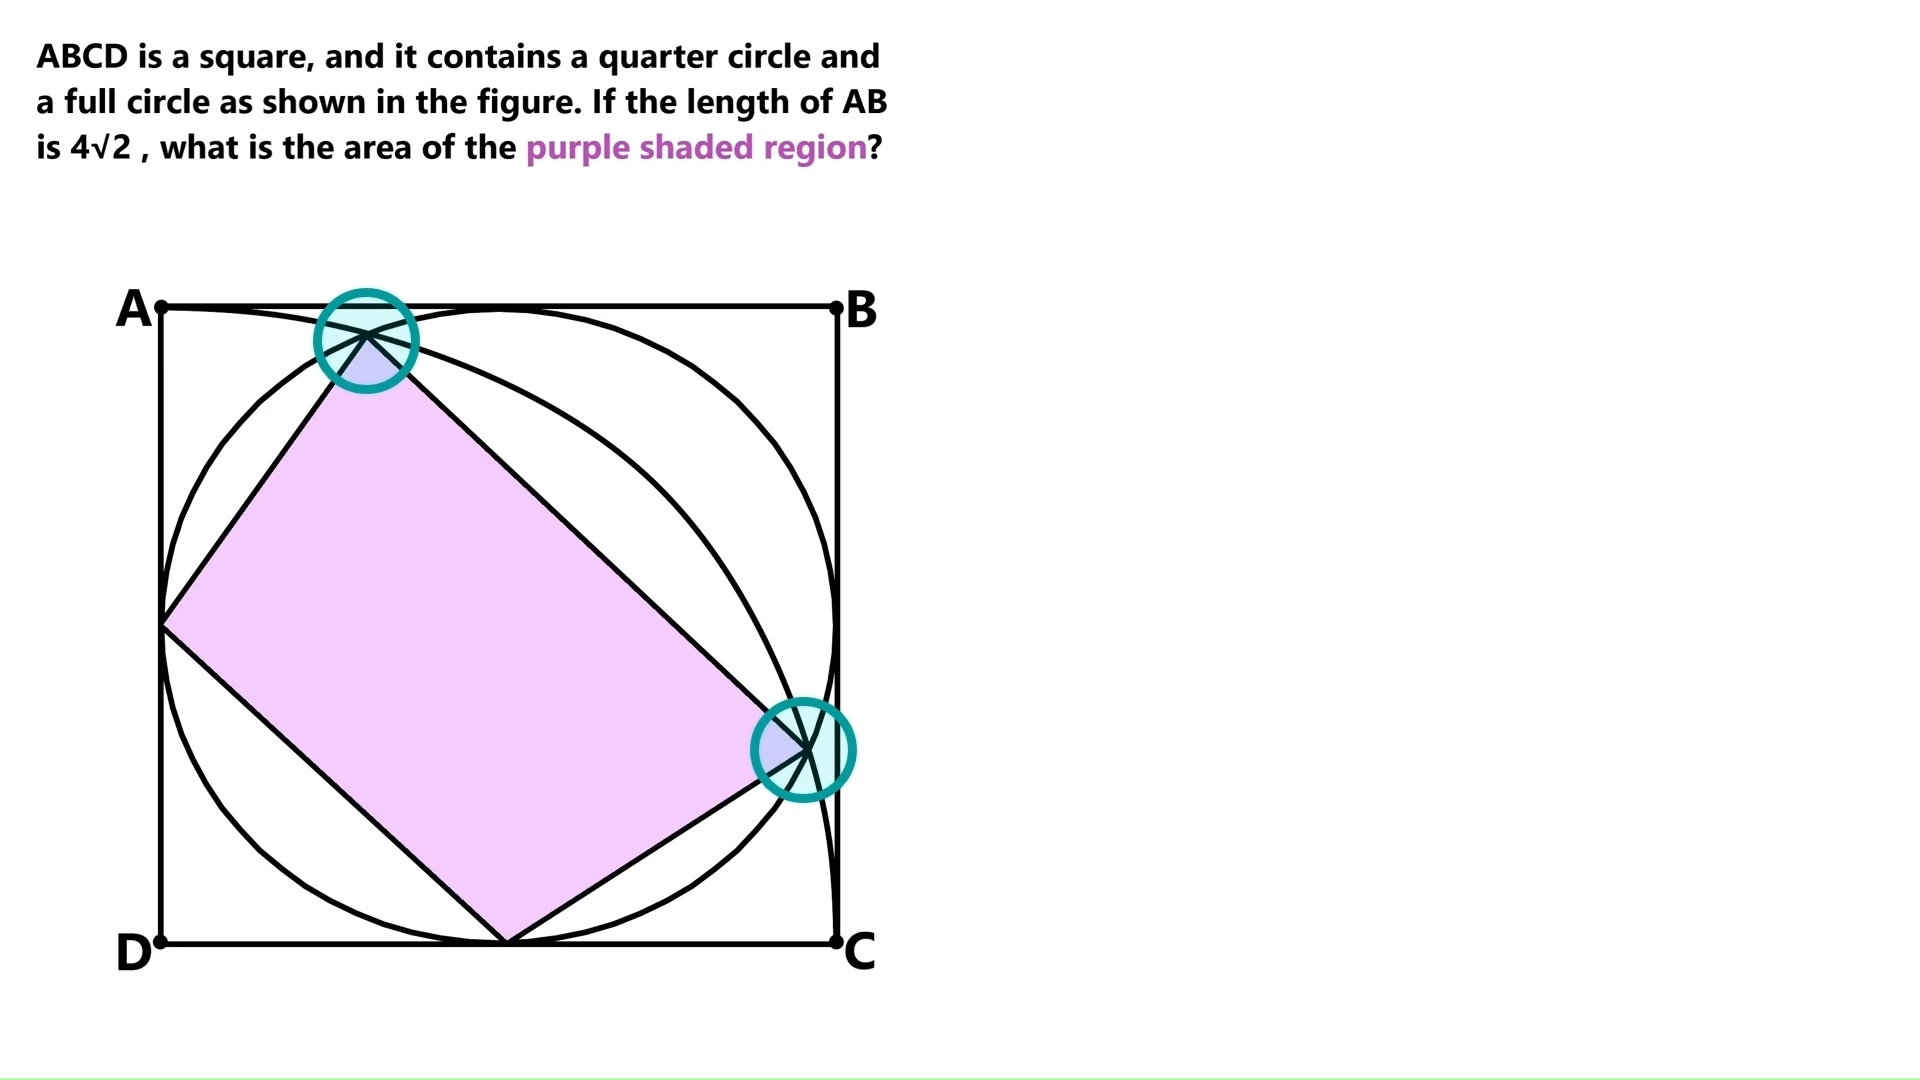 ABCD is a square, and it contains a quarter circle and
a full circle as shown in the figure. If the length of AB
is 4√2 , what is the area of the purple shaded region?
A
B
D
C